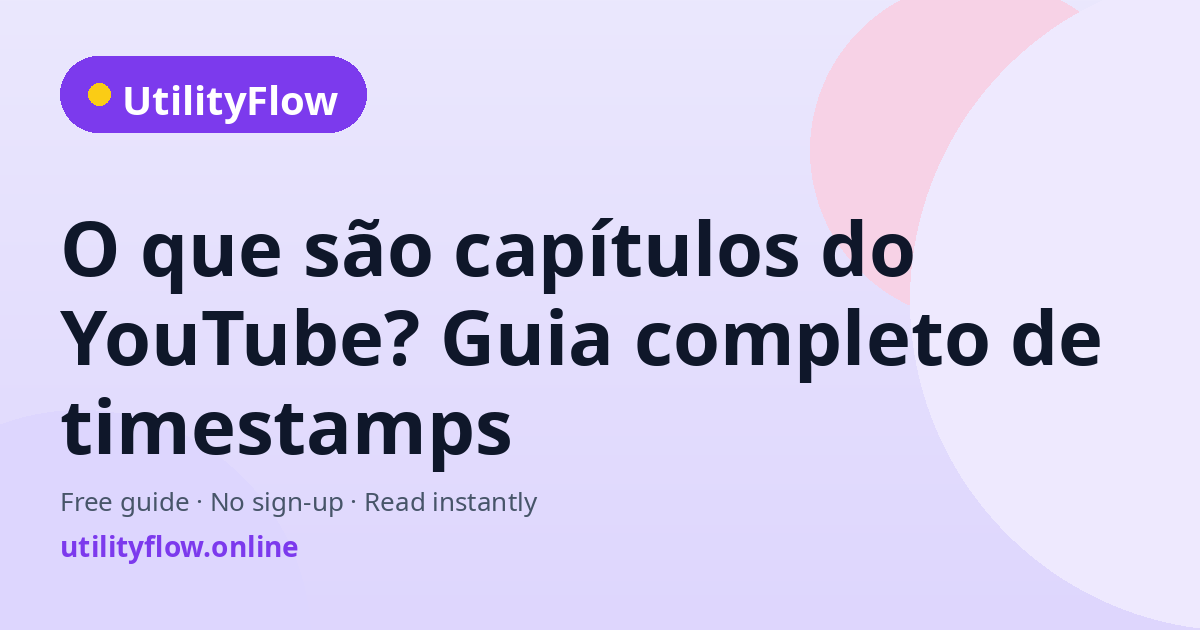 UtilityFlow
O que são capítulos do
YouTube? Guia completo de
timestamps
Free guide · No sign-up · Read instantly
utilityflow.online